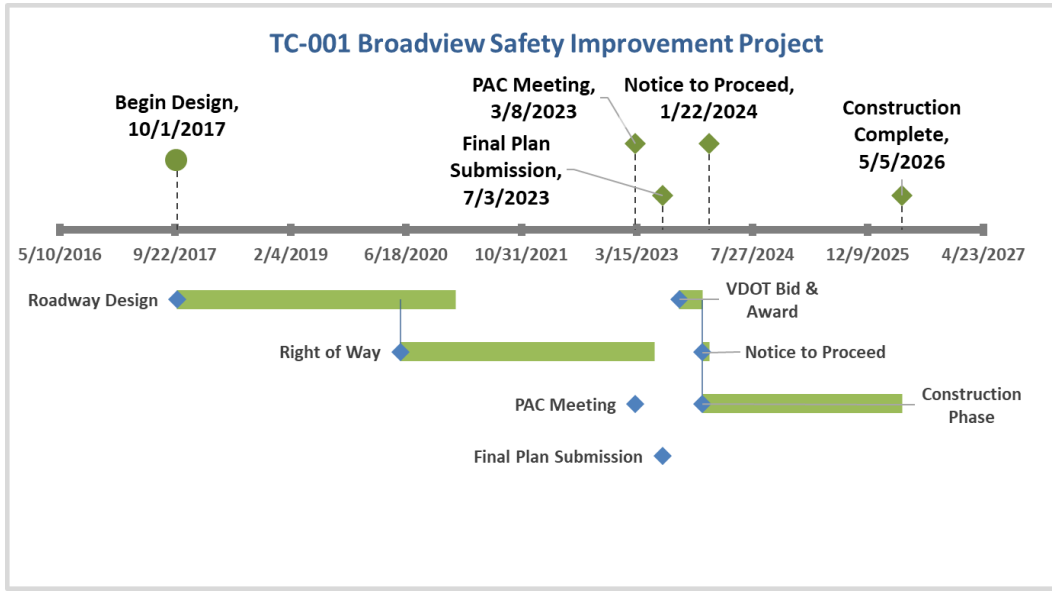 TC-001 Broadview Safety Improvement Project
Begin Design,
10/1/2017
PAC Meeting,
3/8/2023
Notice to Proceed,
1/22/2024
Final Plan
Submission,
7/3/2023
Construction
Complete,
5/5/2026
5/10/2016
9/22/2017
2/4/2019
6/18/2020
10/31/2021
3/15/2023
7/27/2024
12/9/2025
4/23/2027
Roadway Design
VDOT Bid &
Award
Right of Way
Notice to Proceed
PAC Meeting
Construction
Phase
Final Plan Submission